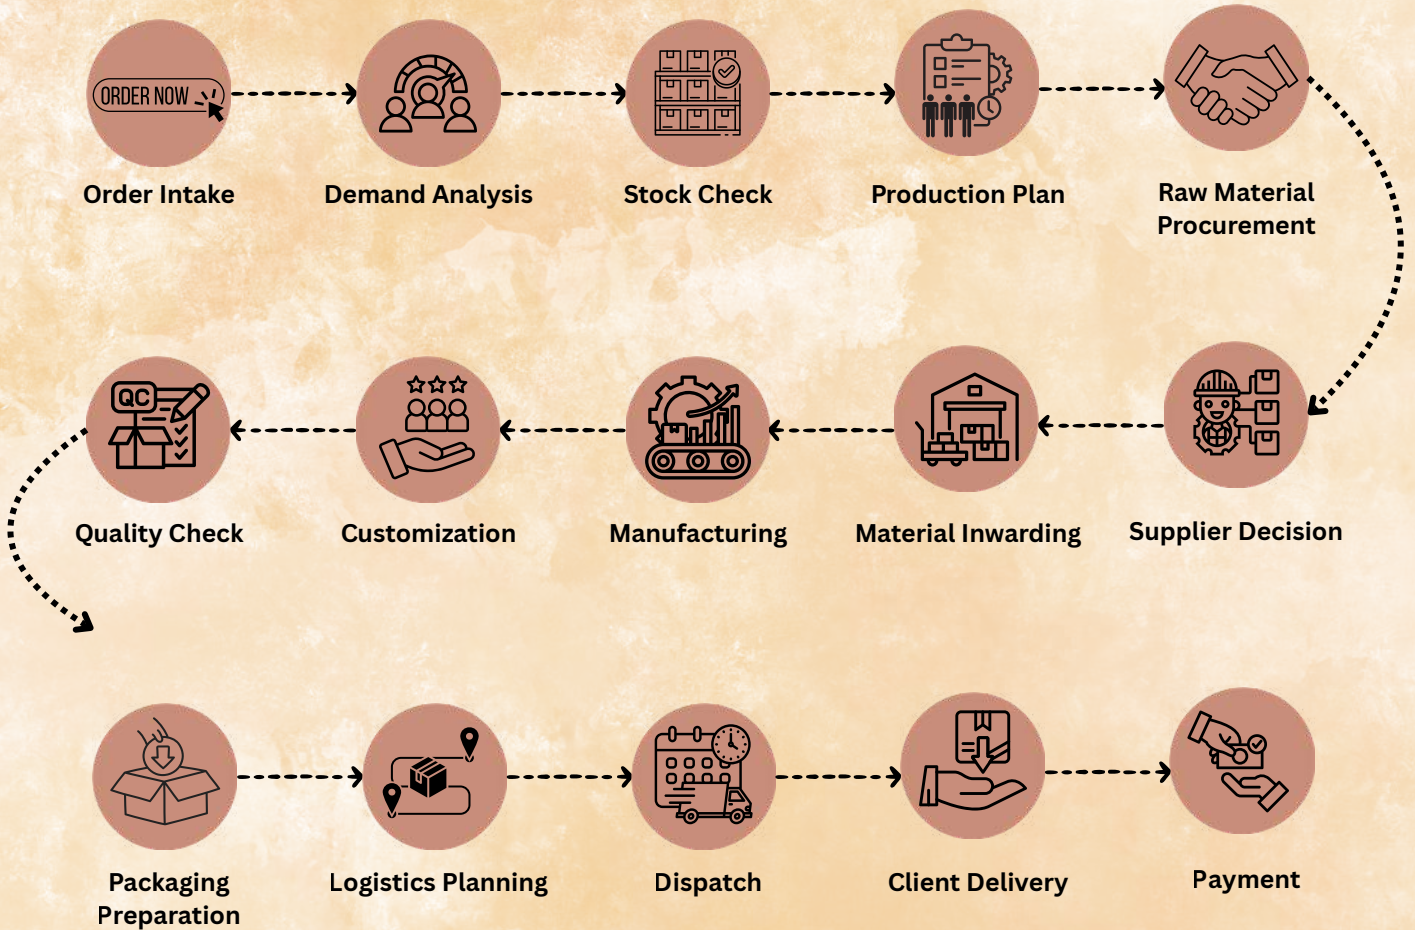 ORDER NOW
Order Intake
Demand Analysis
Stock Check
Production Plan
Raw Material
Procurement
QC
Quality Check
Customization
Manufacturing
Material Inwarding
Supplier Decision
Packaging
Preparation
Logistics Planning
Dispatch
Client Delivery
Payment